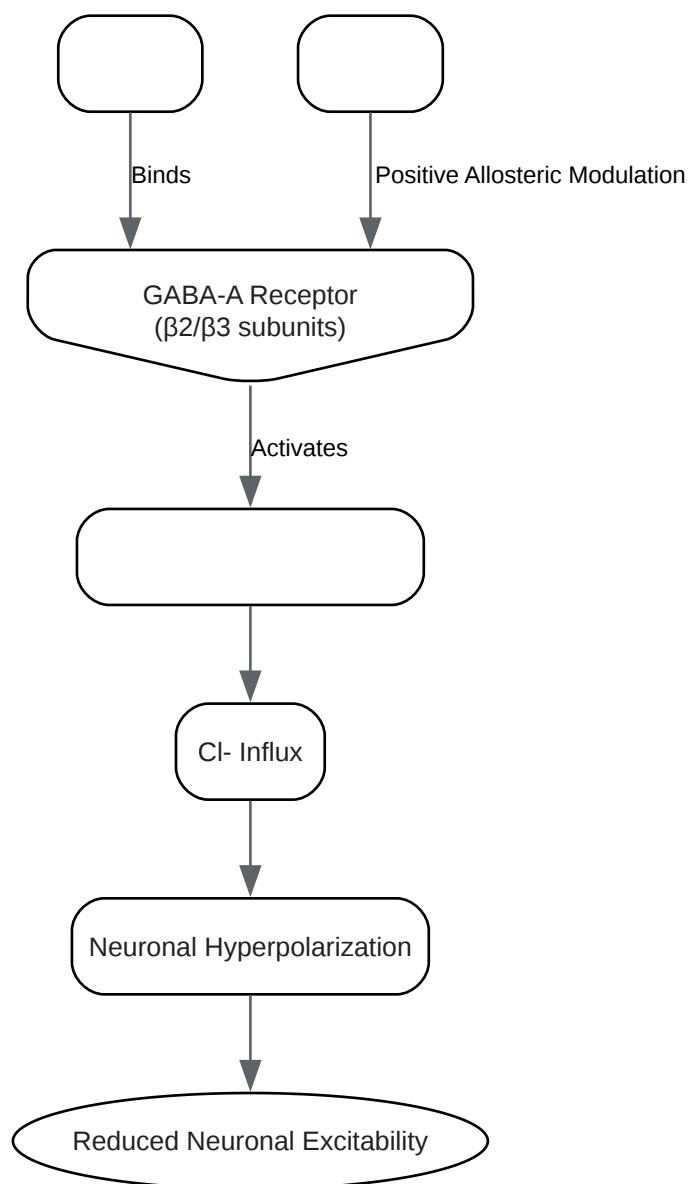 Binds
Positive Allosteric Modulation
GABA-A Receptor
(β2/β3 subunits)
Activates
Cl- Influx
Neuronal Hyperpolarization
Reduced Neuronal Excitability